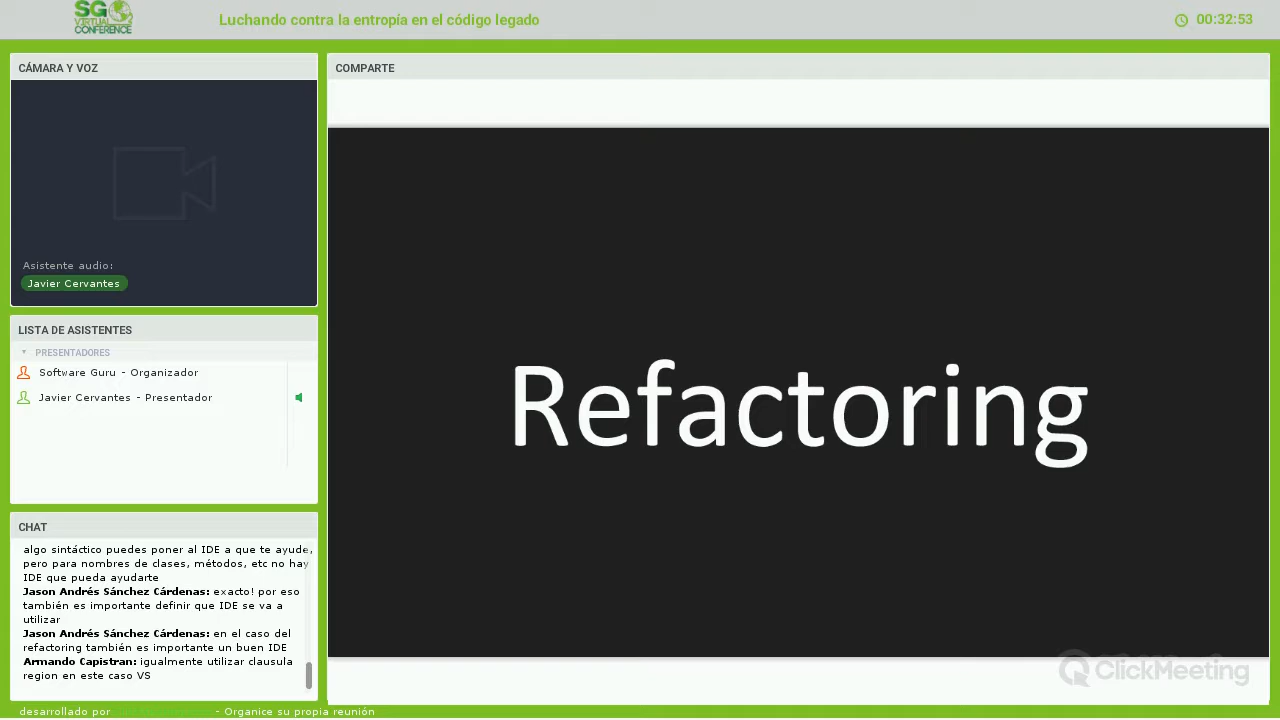 SG
VIRTUAL
CONFERENCE
Luchando contra la entropía en el código legado
00:32:53
CÁMARA Y VOZ
Asistente audio:
Javier Cervantes
LISTA DE ASISTENTES
PRESENTADORES
Software Guru - Organizador
Javier Cervantes - Presentador
CHAT
algo sintáctico puedes poner al IDE a que te ayude,
pero para nombres de clases, métodos, etc no hay
IDE que pueda ayudarte
Jason Andrés Sánchez Cárdenas: exacto! por eso
también es importante definir que IDE se va a
utilizar
Jason Andrés Sánchez Cárdenas: en el caso del
refactoring también es importante un buen IDE
Armando Capistran: igualmente utilizar clausula
region en este caso VS
COMPARTE
Refactoring
ClickMeeting
desarrollado por - Organice su propia reunión